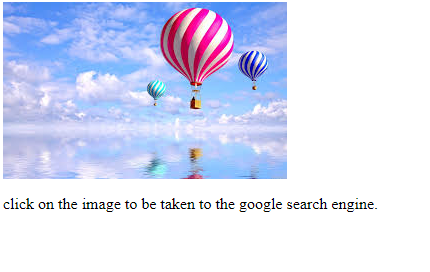 click on the image to be taken to the google search engine.